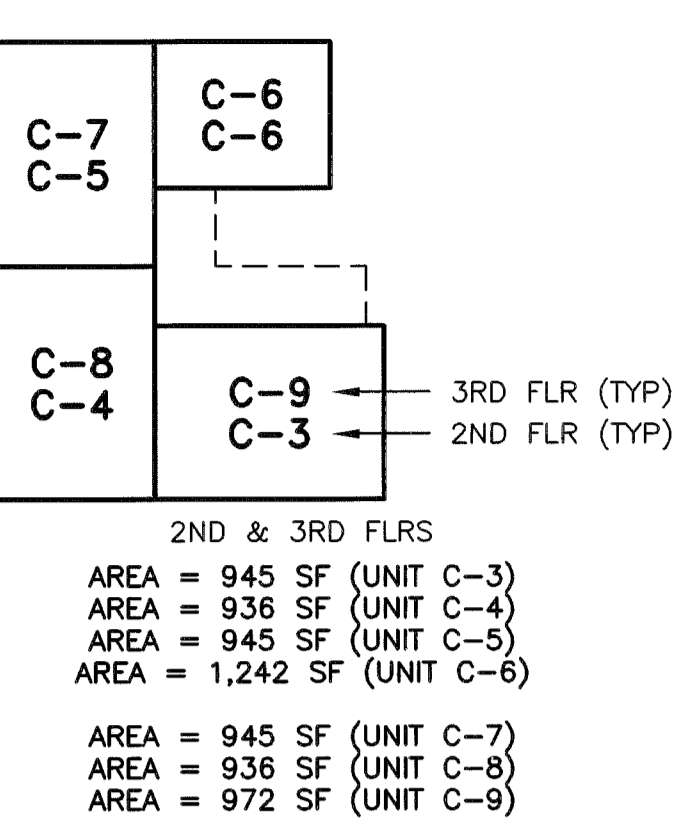 C-7
C-5
C-6
C-6
C-8
C-4
C-9
C-3
3RD FLR (TYP)
2ND FLR (TYP)
2ND & 3RD FLRS
AREA = 945 SF (UNIT C-3)
AREA = 936 SF (UNIT C-4)
AREA = 945 SF (UNIT C-5)
AREA = 1,242 SF (UNIT C-6)
AREA = 945 SF (UNIT C-7)
AREA = 936 SF (UNIT C-8)
AREA = 972 SF (UNIT C-9)